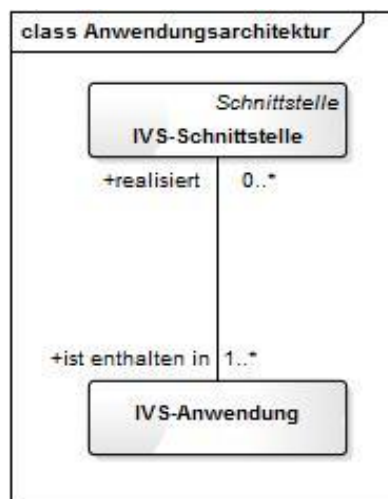 class Anwendungsarchitektur
Schnittstelle
IVS-Schnittstelle
+realisiert 0..*
+ist enthalten in 1..*
IVS-Anwendung